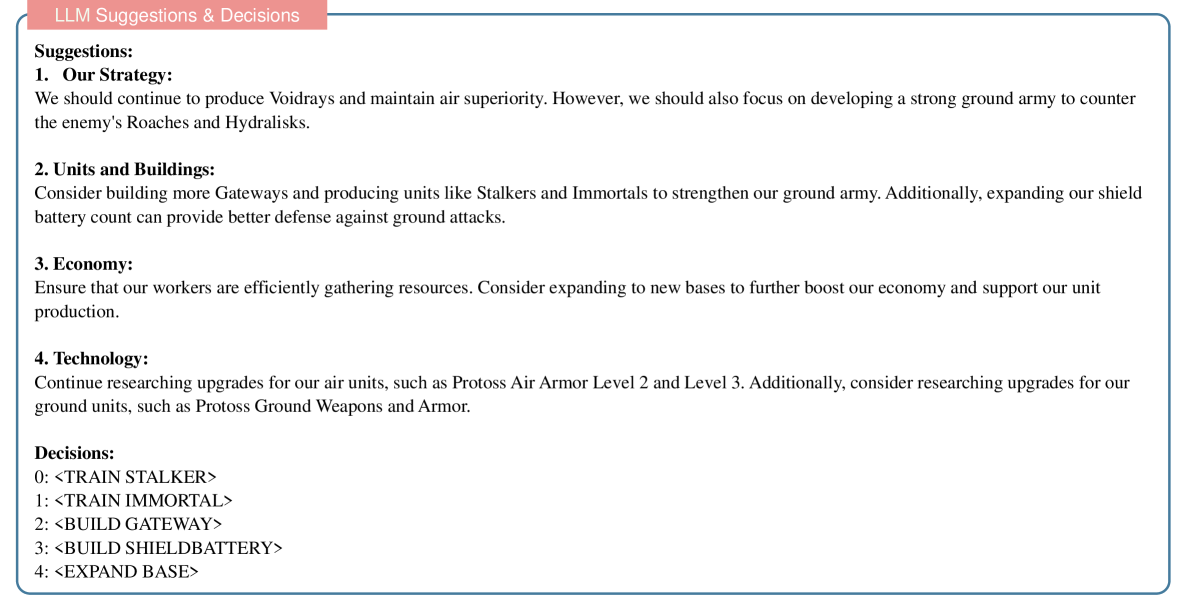 LLM Suggestions & Decisions
Suggestions:
1. Our Strategy:
We should continue to produce Voidrays and maintain air superiority. However, we should also focus on developing a strong ground army to counter
the enemy's Roaches and Hydralisks.
2. Units and Buildings:
Consider building more Gateways and producing units like Stalkers and Immortals to strengthen our ground army. Additionally, expanding our shield
battery count can provide better defense against ground attacks.
3. Economy:
Ensure that our workers are efficiently gathering resources. Consider expanding to new bases to further boost our economy and support our unit
production.
4. Technology:
Continue researching upgrades for our air units, such as Protoss Air Armor Level 2 and Level 3. Additionally, consider researching upgrades for our
ground units, such as Protoss Ground Weapons and Armor.
Decisions:
0: <TRAIN STALKER>
1: <TRAIN IMMORTAL>
2: <BUILD GATEWAY>
3: <BUILD SHIELDBATTERY>
4: <EXPAND BASE>